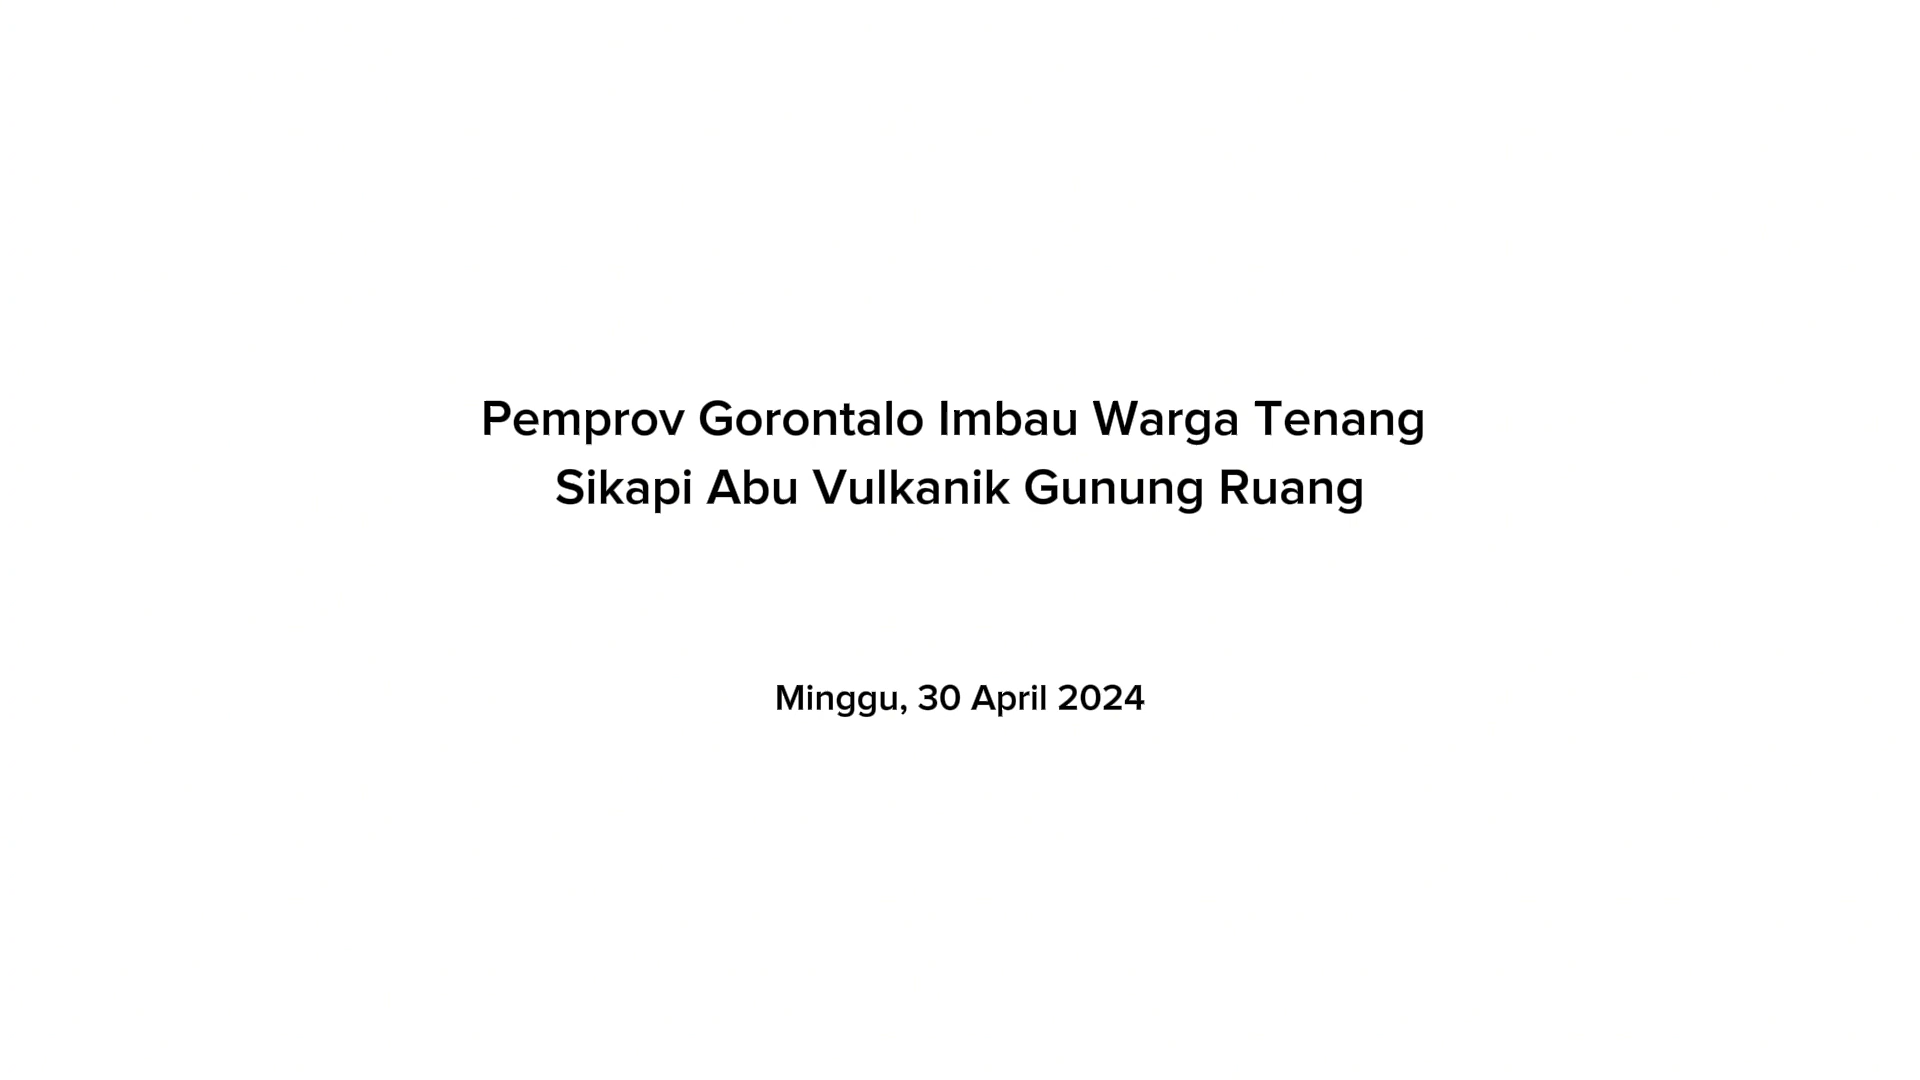 Pemprov Gorontalo Imbau Warga Tenang
Sikapi Abu Vulkanik Gunung Ruang
Minggu, 30 April 2024